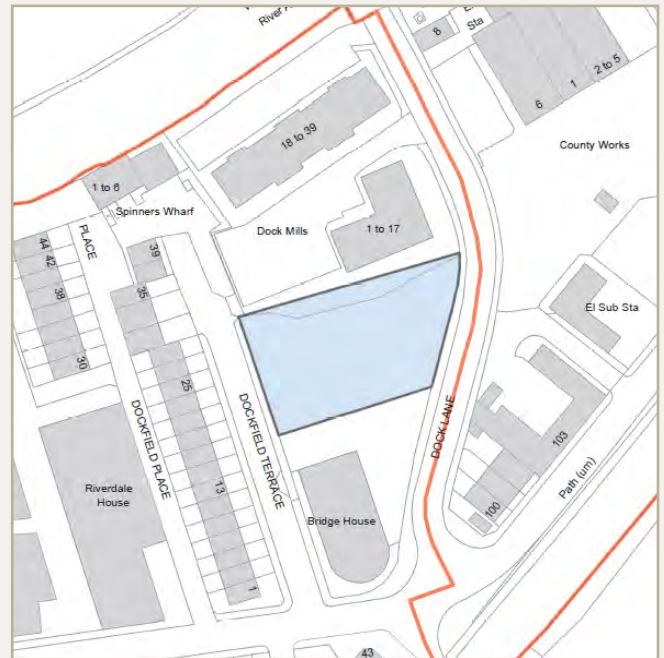 River
8
El
Sta
6
1
2 to 5
18 to 39
County Works
1 to 6
Spinners Wharf
Dock Mills
1 to 17
44
42
38
30
PLACE
39
35
25
El Sub Sta
DOCKFIELD PLACE
DOCKFIELD TERRACE
DOCK LANE
13
103
Path (um)
Riverdale
House
100
Bridge House
1
43